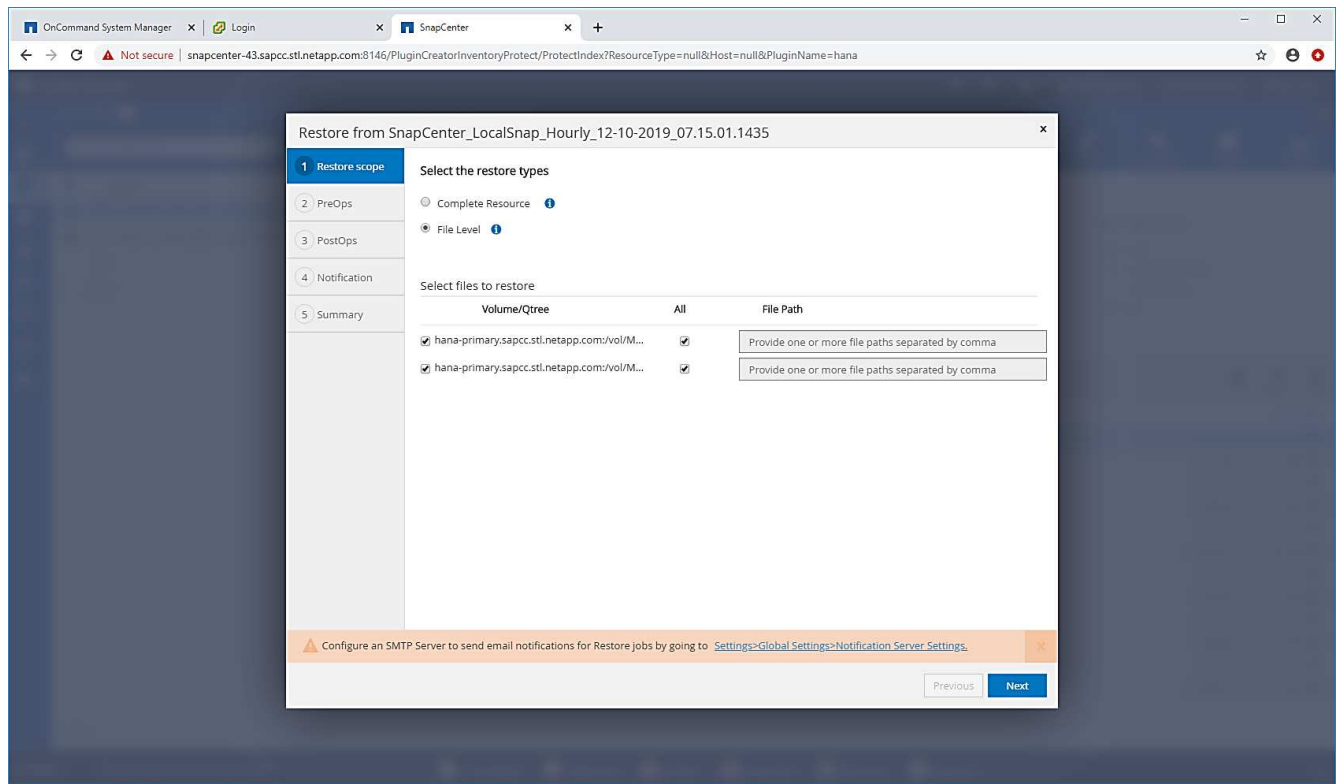 OnCommand System Manager
Login
SnapCenter
Not secure | snapcenter-43.sapcc.stl.netapp.com:8146/PluginCreatorInventoryProtect/ProtectIndex?ResourceType=null&Host=null&PluginName=hana
Restore from SnapCenter_LocalSnap_Hourly_12-10-2019_07.15.01.1435
1 Restore scope
2 PreOps
3 PostOps
4 Notification
5 Summary
Select the restore types
Complete Resource
File Level
Select files to restore
Volume/Qtree All File Path
hana-primary.sapcc.stl.netapp.com:/vol/M... Provide one or more file paths separated by comma
hana-primary.sapcc.stl.netapp.com:/vol/M... Provide one or more file paths separated by comma
Configure an SMTP Server to send email notifications for Restore jobs by going to Settings>Global Settings>Notification Server Settings.
Previous Next